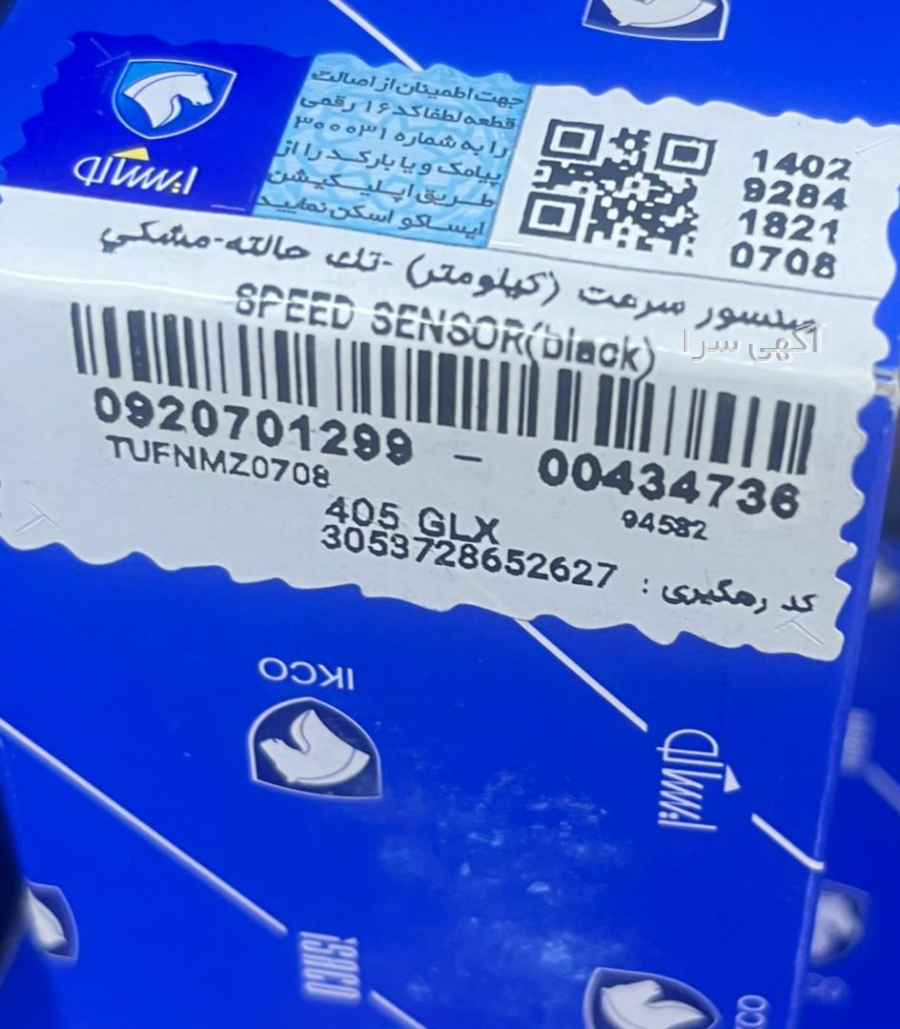 ایساکو
جهت اطمینان از اصالت
قطعه لطفا کد ۱۶ رقمی
را به شماره ۳۰۰۰۳۱
پیامک و یا بارکد را از
طریق اپلیکیشن
ایساکو اسکن نمایید
1402
9284
1821
0708
سنسور سرعت (کیلومتر) -تک حالته-مشکی
SPEED SENSOR(black)
آگهی سرا
0920701299 - 00434736
TUFNMZ0708
94582
405 GLX
3053728652627
کد رهگیری :
IKCO
ایساکو
ISACO
CO